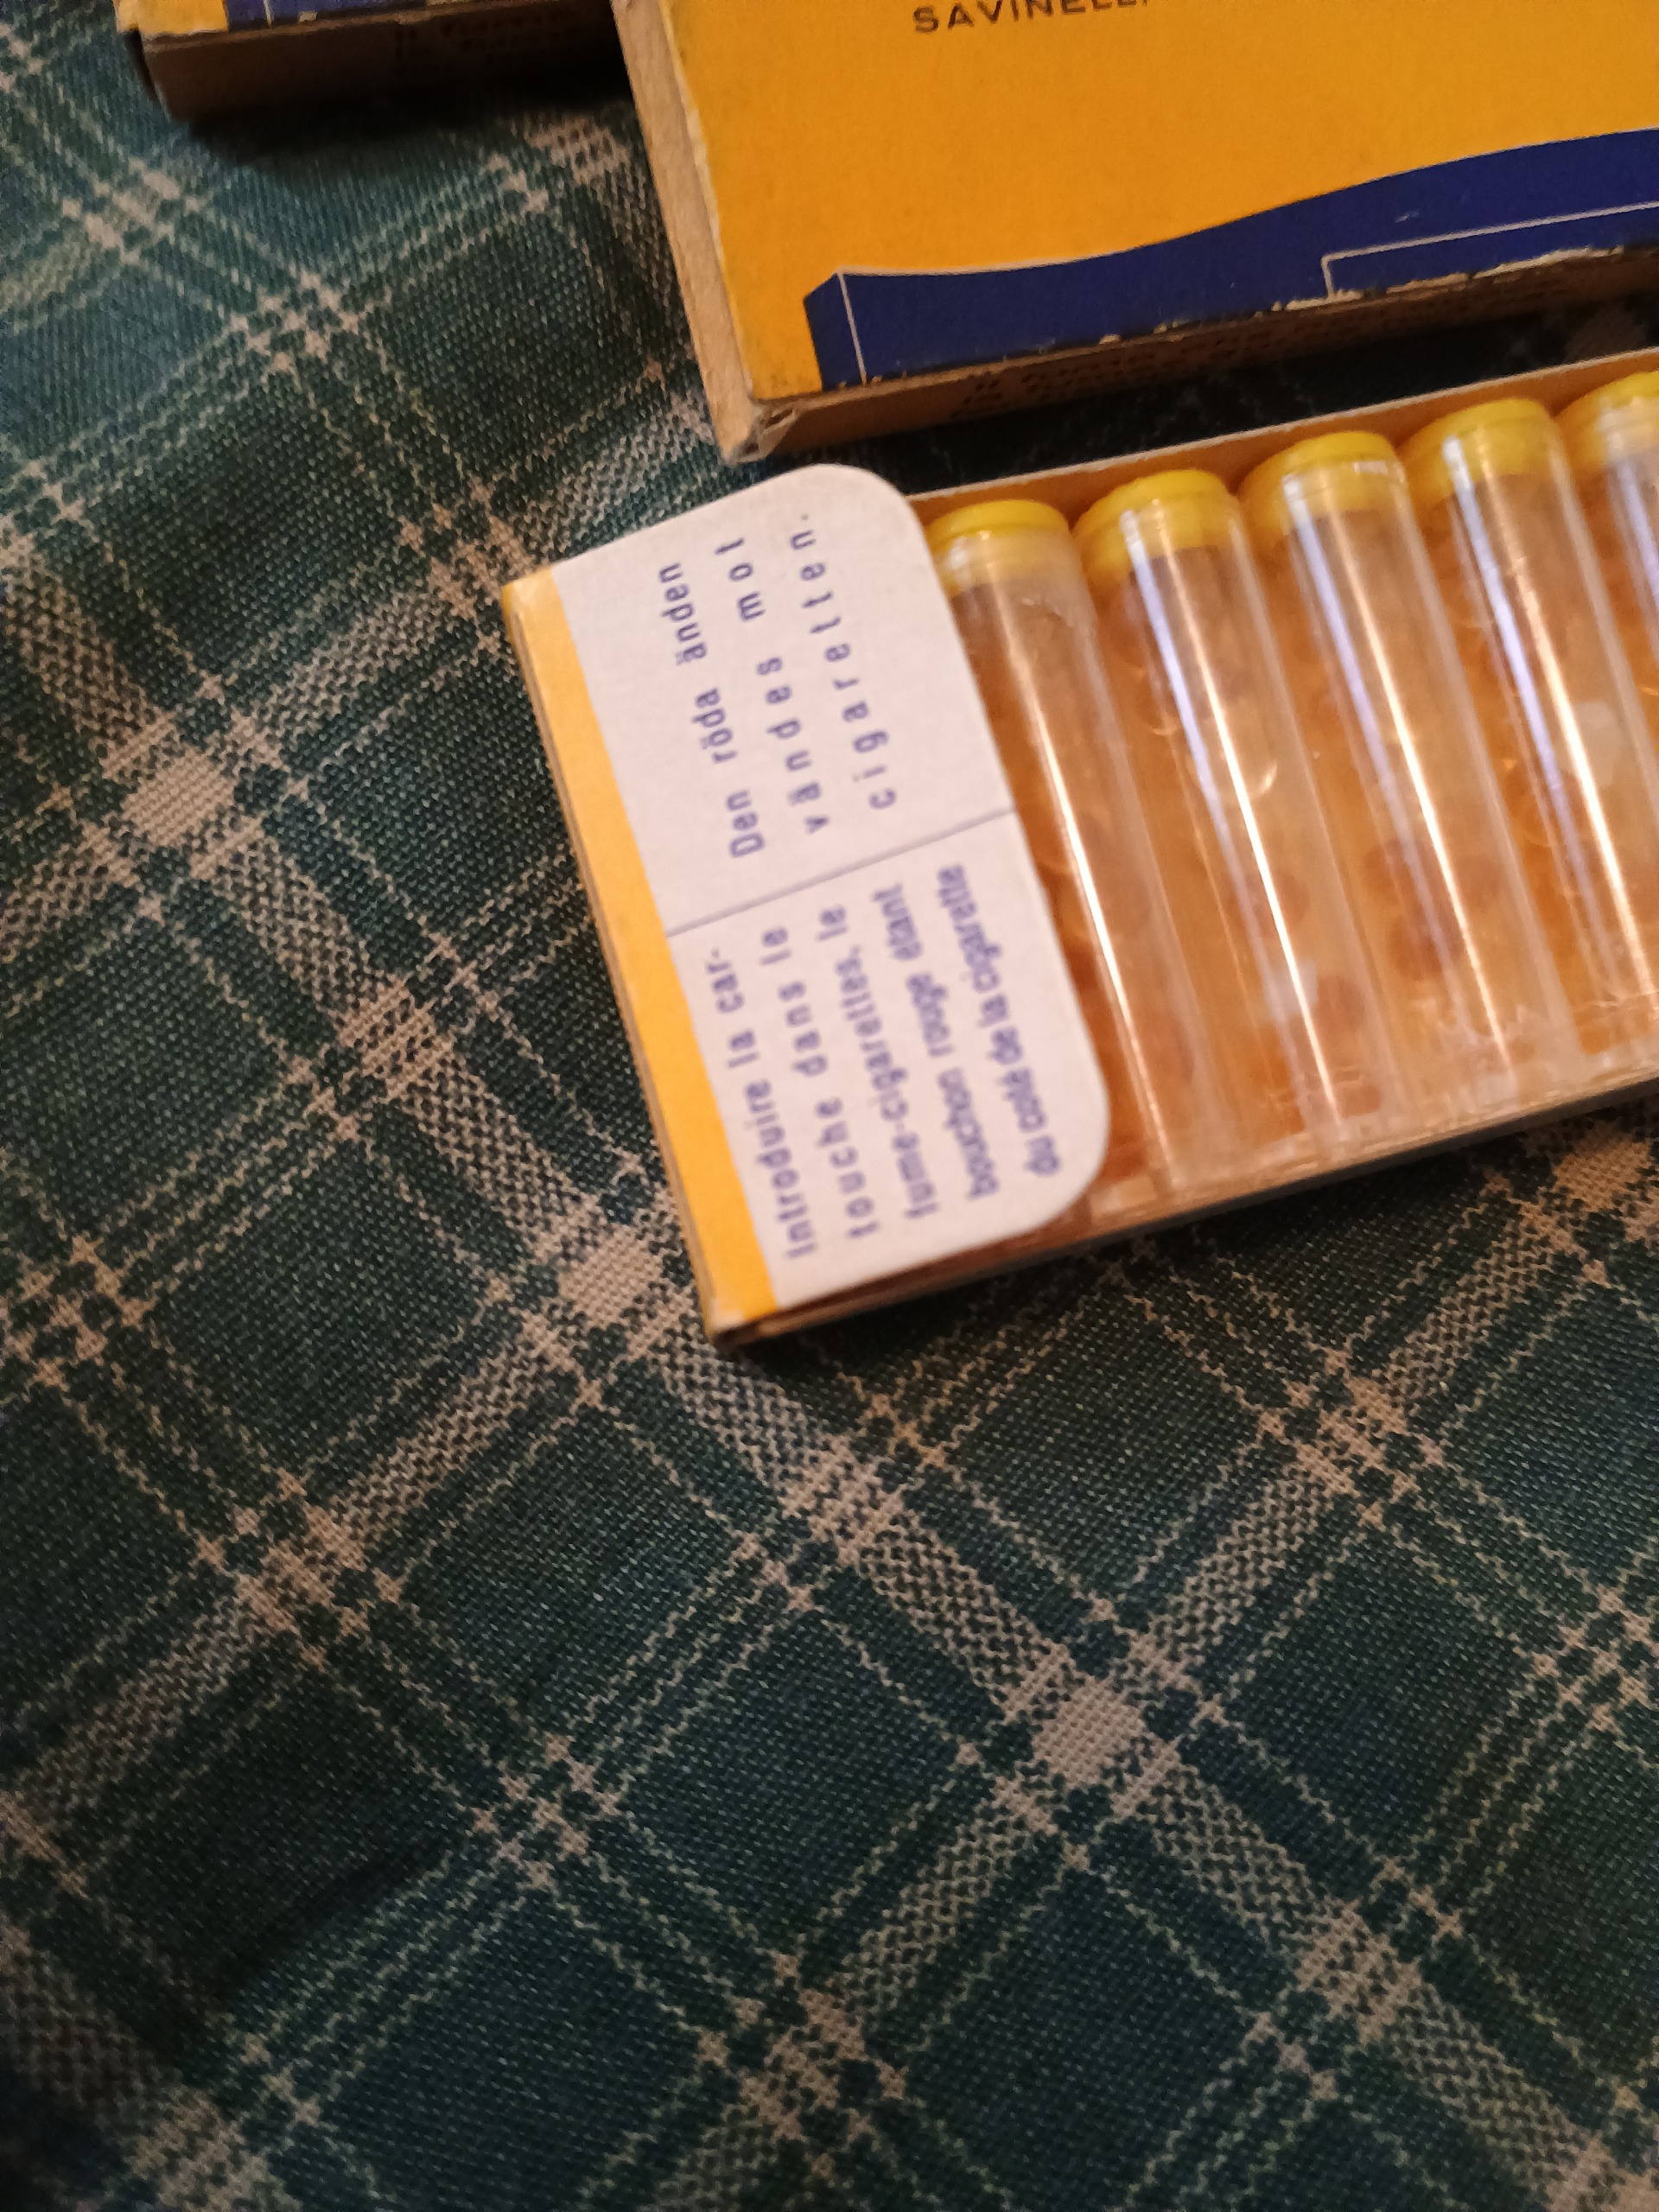 SAVINELLI
Den röda änden
vändes mot
cigaretten.
Introduire la car-
touche dans le
fume-cigarettes, le
bouchon rouge étant
du coté de la cigarette